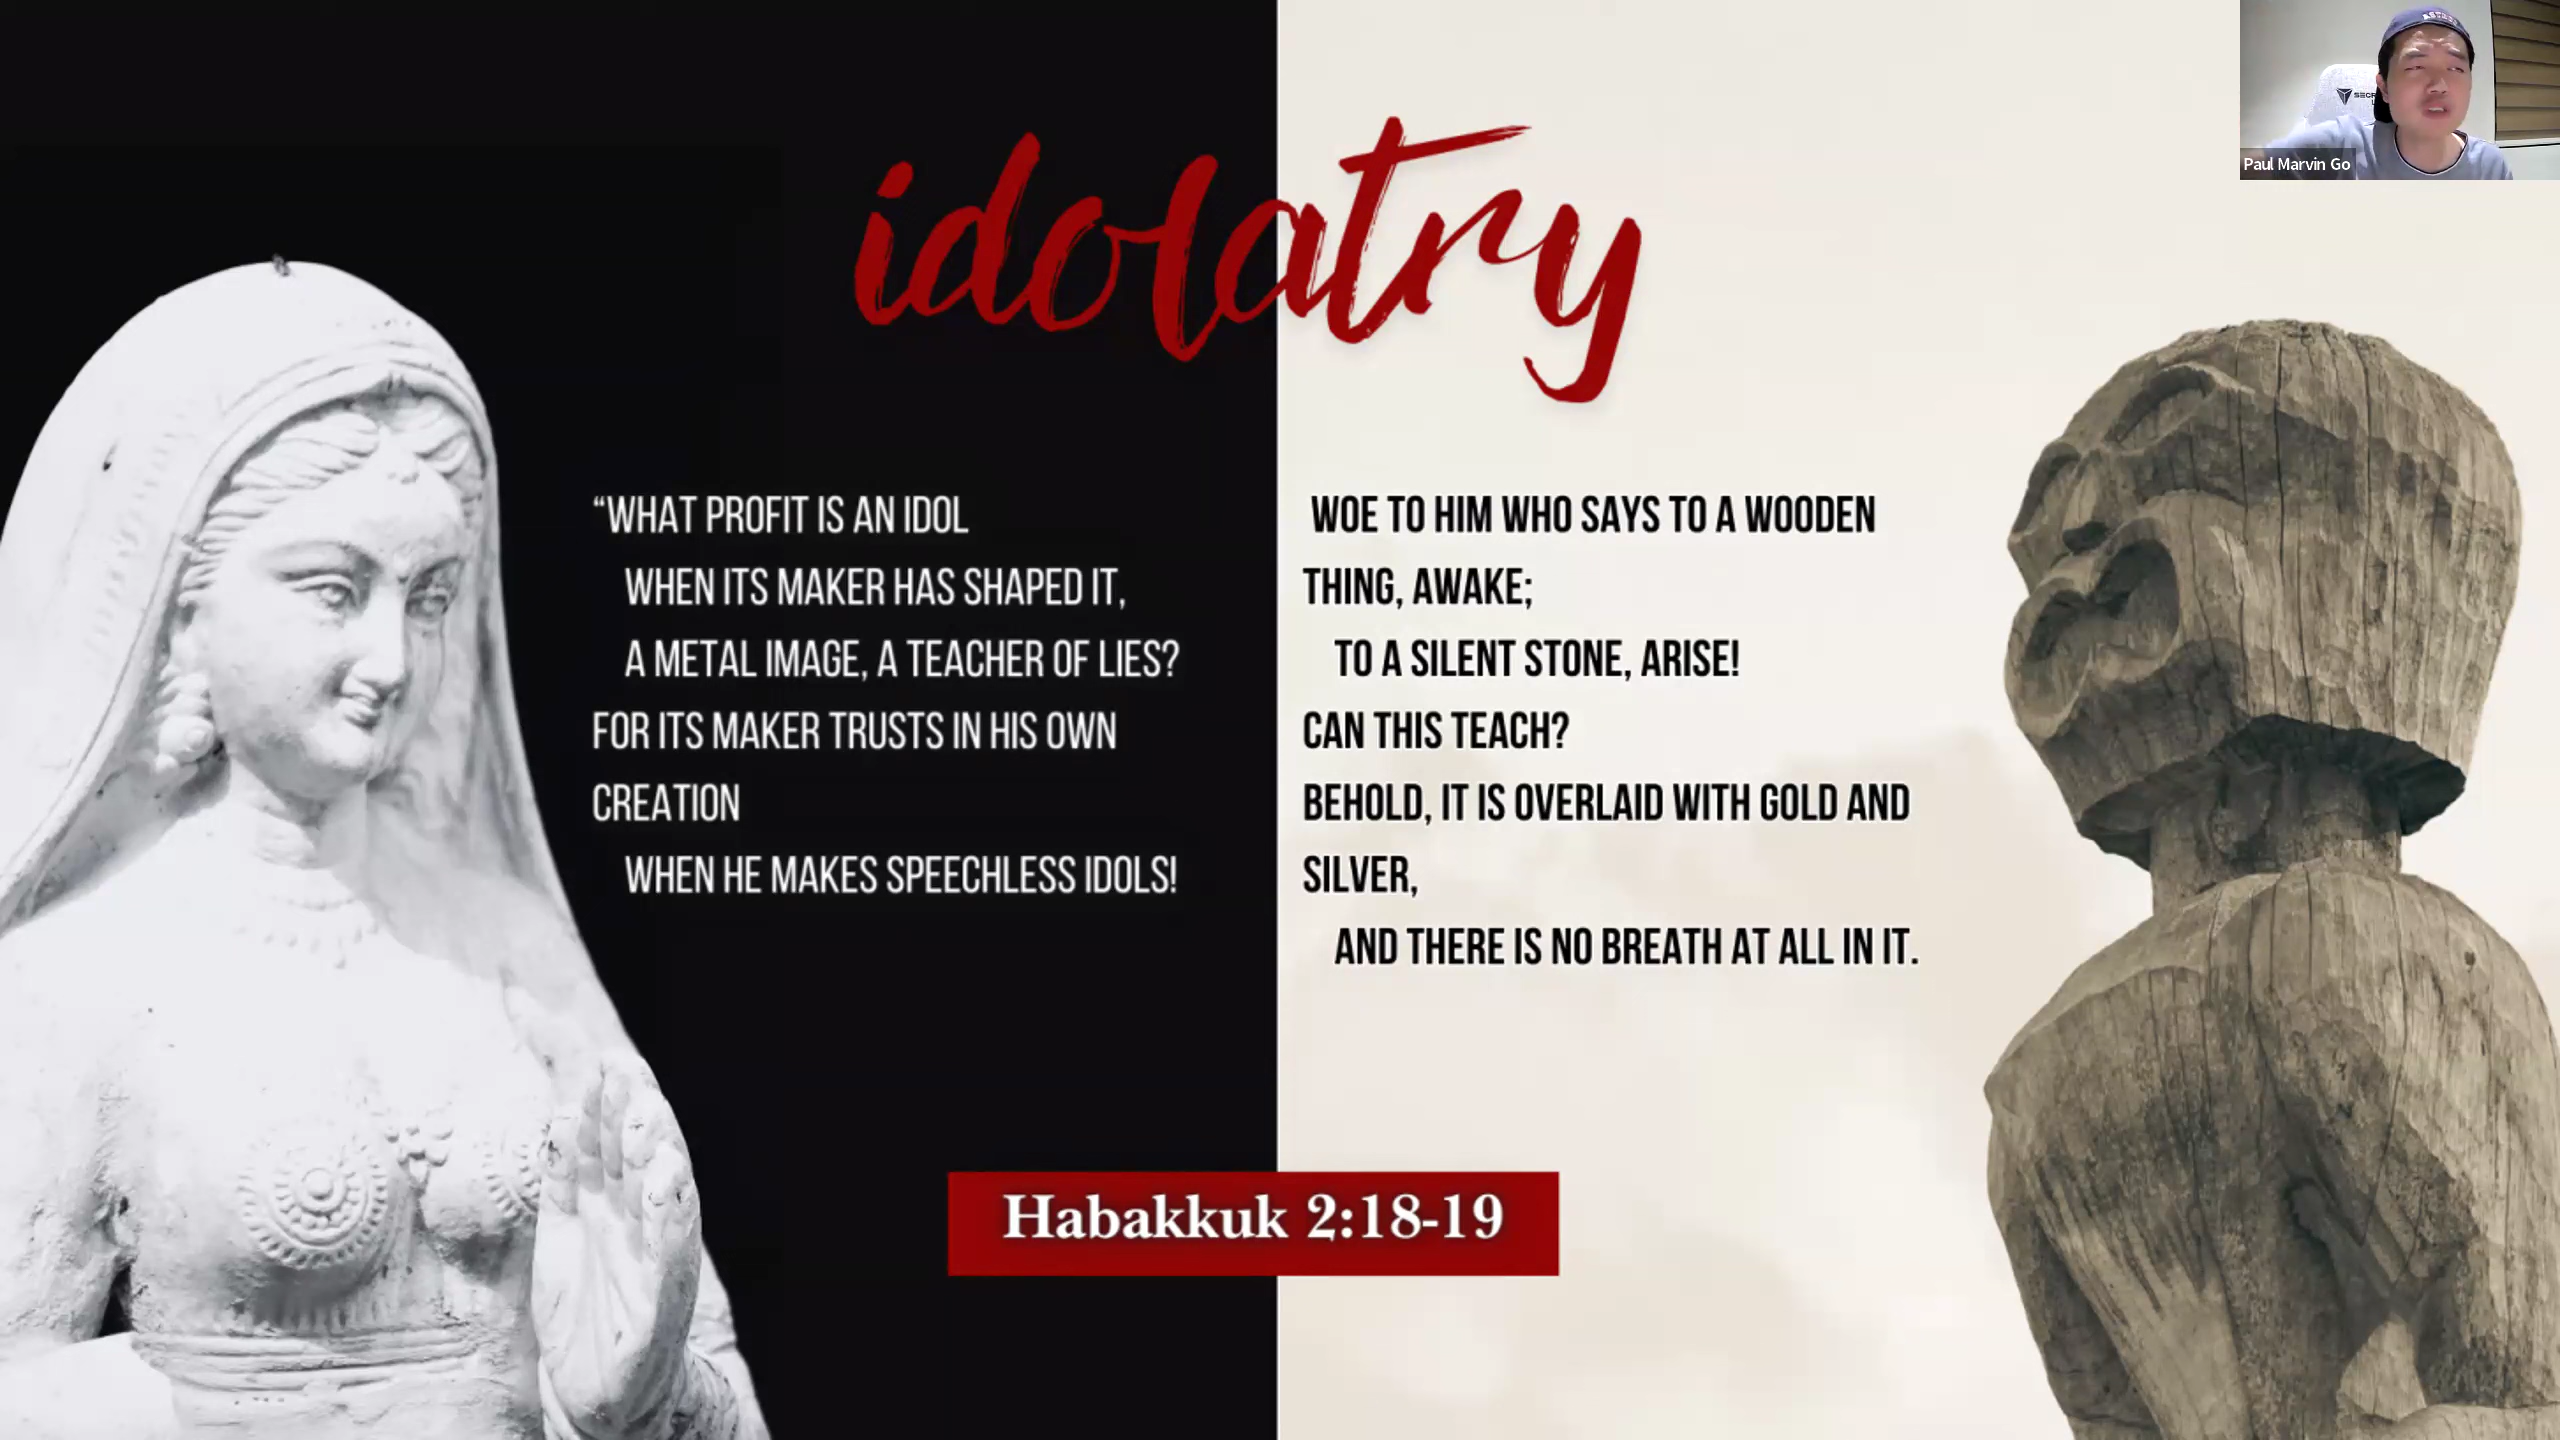 idolatry
“WHAT PROFIT IS AN IDOL
WHEN ITS MAKER HAS SHAPED IT,
A METAL IMAGE, A TEACHER OF LIES?
FOR ITS MAKER TRUSTS IN HIS OWN
CREATION
WHEN HE MAKES SPEECHLESS IDOLS!
WOE TO HIM WHO SAYS TO A WOODEN
THING, AWAKE;
TO A SILENT STONE, ARISE!
CAN THIS TEACH?
BEHOLD, IT IS OVERLAID WITH GOLD AND
SILVER,
AND THERE IS NO BREATH AT ALL IN IT.
Habakkuk 2:18-19
Paul Marvin Go